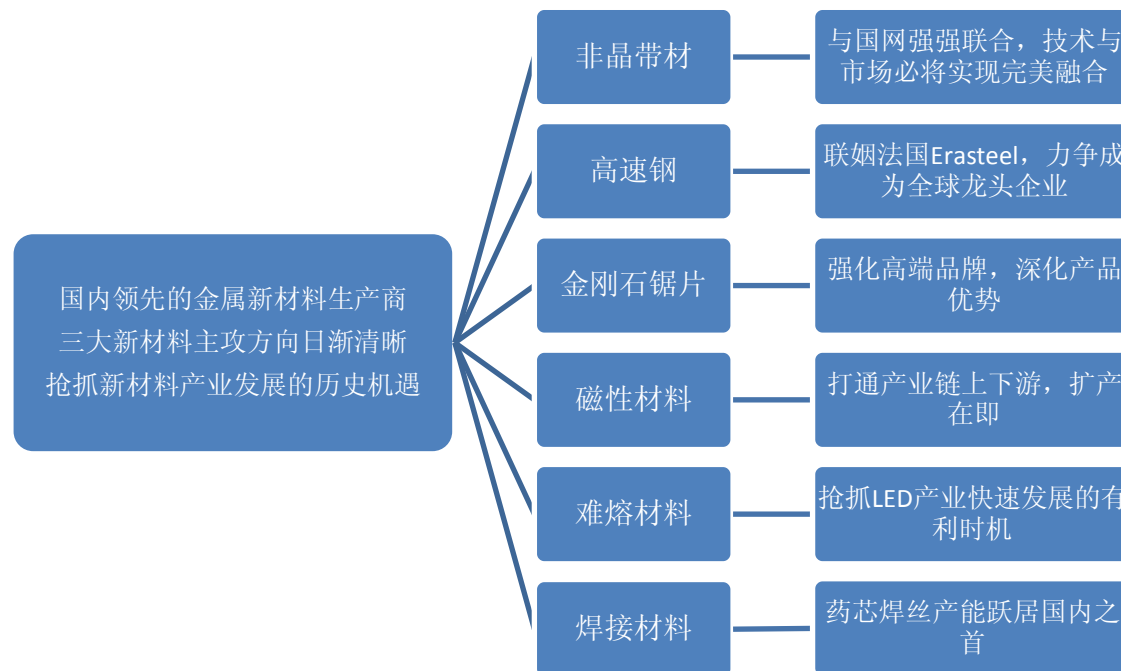 非晶带材
与国网强强联合，技术与
市场必将实现完美融合
高速钢
联姻法国Erasteel，力争成
为全球龙头企业
国内领先的金属新材料生产商
三大新材料主攻方向日渐清晰
抢抓新材料产业发展的历史机遇
金刚石锯片
强化高端品牌，深化产品
优势
磁性材料
打通产业链上下游，扩产
在即
难熔材料
抢抓LED产业快速发展的有
利时机
焊接材料
药芯焊丝产能跃居国内之
首